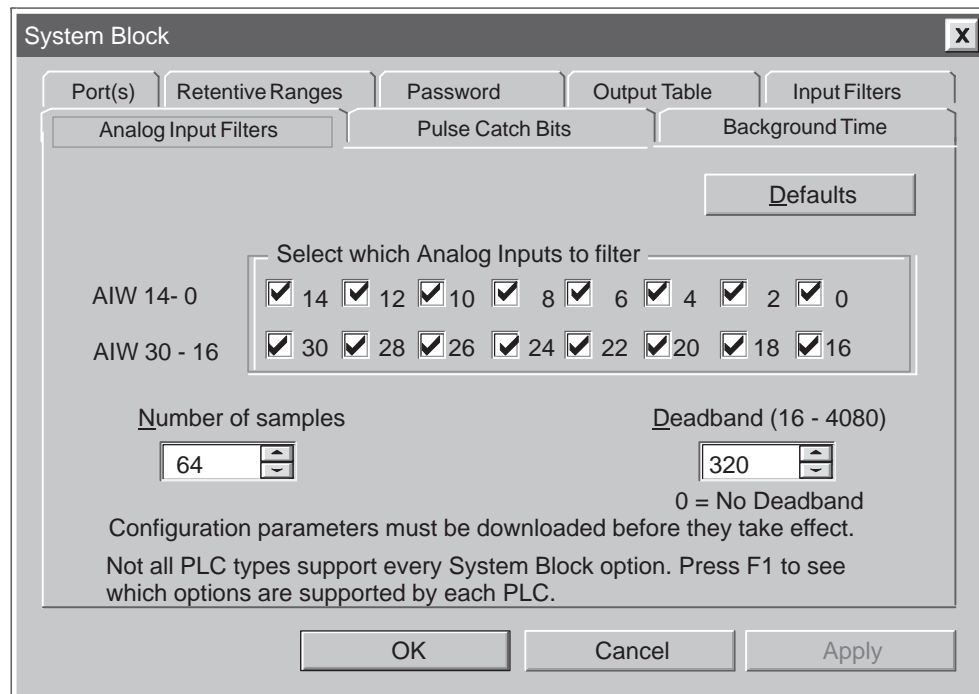 System Block X
Port(s) Retentive Ranges Password Output Table Input Filters
Analog Input Filters Pulse Catch Bits Background Time
Defaults
Select which Analog Inputs to filter
AIW 14- 0 14 12 10 8 6 4 2 0
AIW 30 - 16 30 28 26 24 22 20 18 16
Number of samples Deadband (16 - 4080)
64 320
0 = No Deadband
Configuration parameters must be downloaded before they take effect.
Not all PLC types support every System Block option. Press F1 to see
which options are supported by each PLC.
OK Cancel Apply